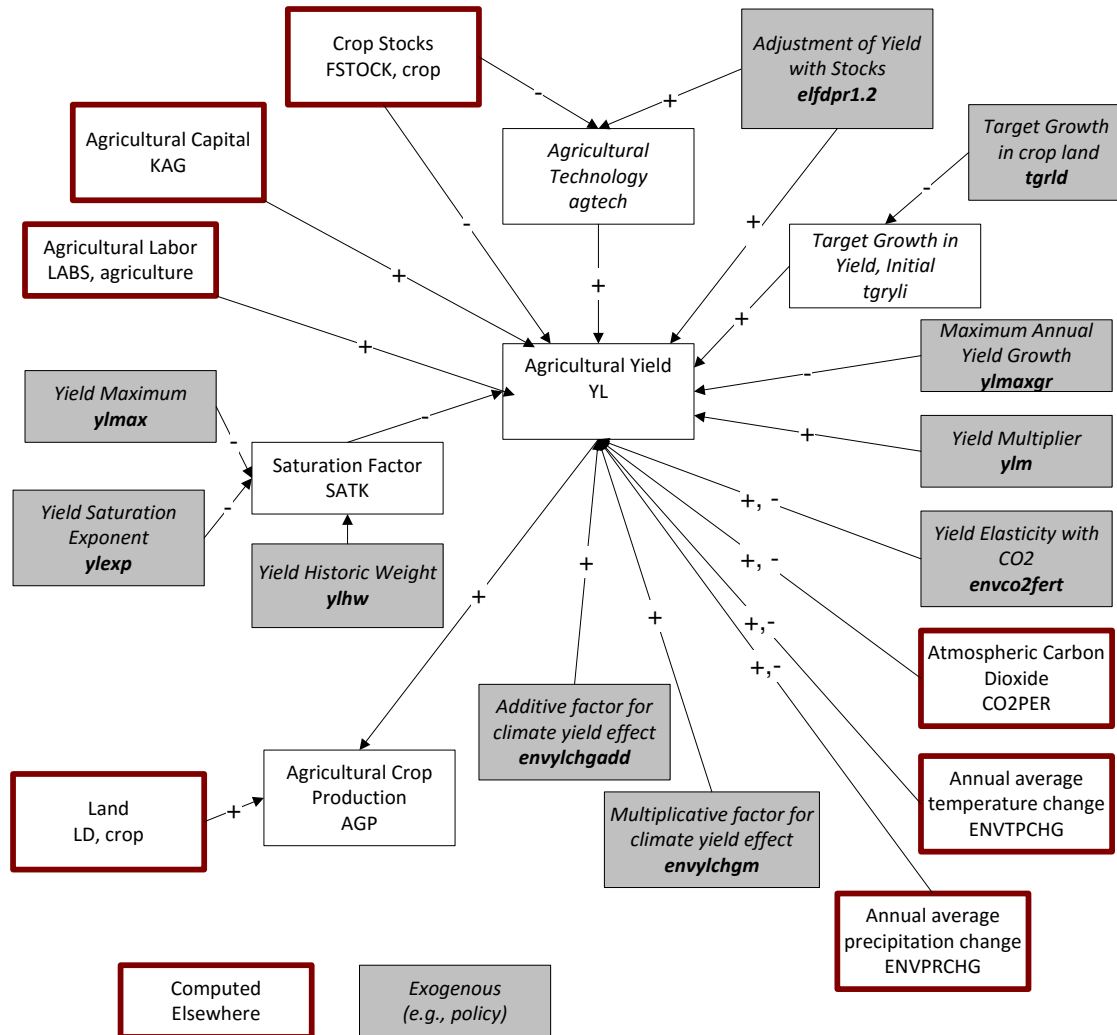 Crop Stocks
FSTOCK, crop
Adjustment of Yield
with Stocks
elfdpr1.2
Agricultural Capital
KAG
-
+
Agricultural
Technology
agtech
Target Growth
in crop land
tgrld
-
Agricultural Labor
LABS, agriculture
-
+
Target Growth in
Yield, Initial
tgryli
+
+
+
+
Agricultural Yield
YL
Maximum Annual
Yield Growth
ylmaxgr
-
Yield Maximum
ylmax
-
-
Yield Multiplier
ylm
+
Saturation Factor
SATK
Yield Saturation
Exponent
ylexp
-
Yield Historic Weight
ylhw
+, -
Yield Elasticity with
CO2
envco2fert
+
+
+
+, -
+,-
+,-
Atmospheric Carbon
Dioxide
CO2PER
Additive factor for
climate yield effect
envylchgadd
Land
LD, crop
+
Agricultural Crop
Production
AGP
Multiplicative factor for
climate yield effect
envylchgm
Annual average
temperature change
ENVTPCHG
Annual average
precipitation change
ENVPRCHG
Computed
Elsewhere
Exogenous
(e.g., policy)